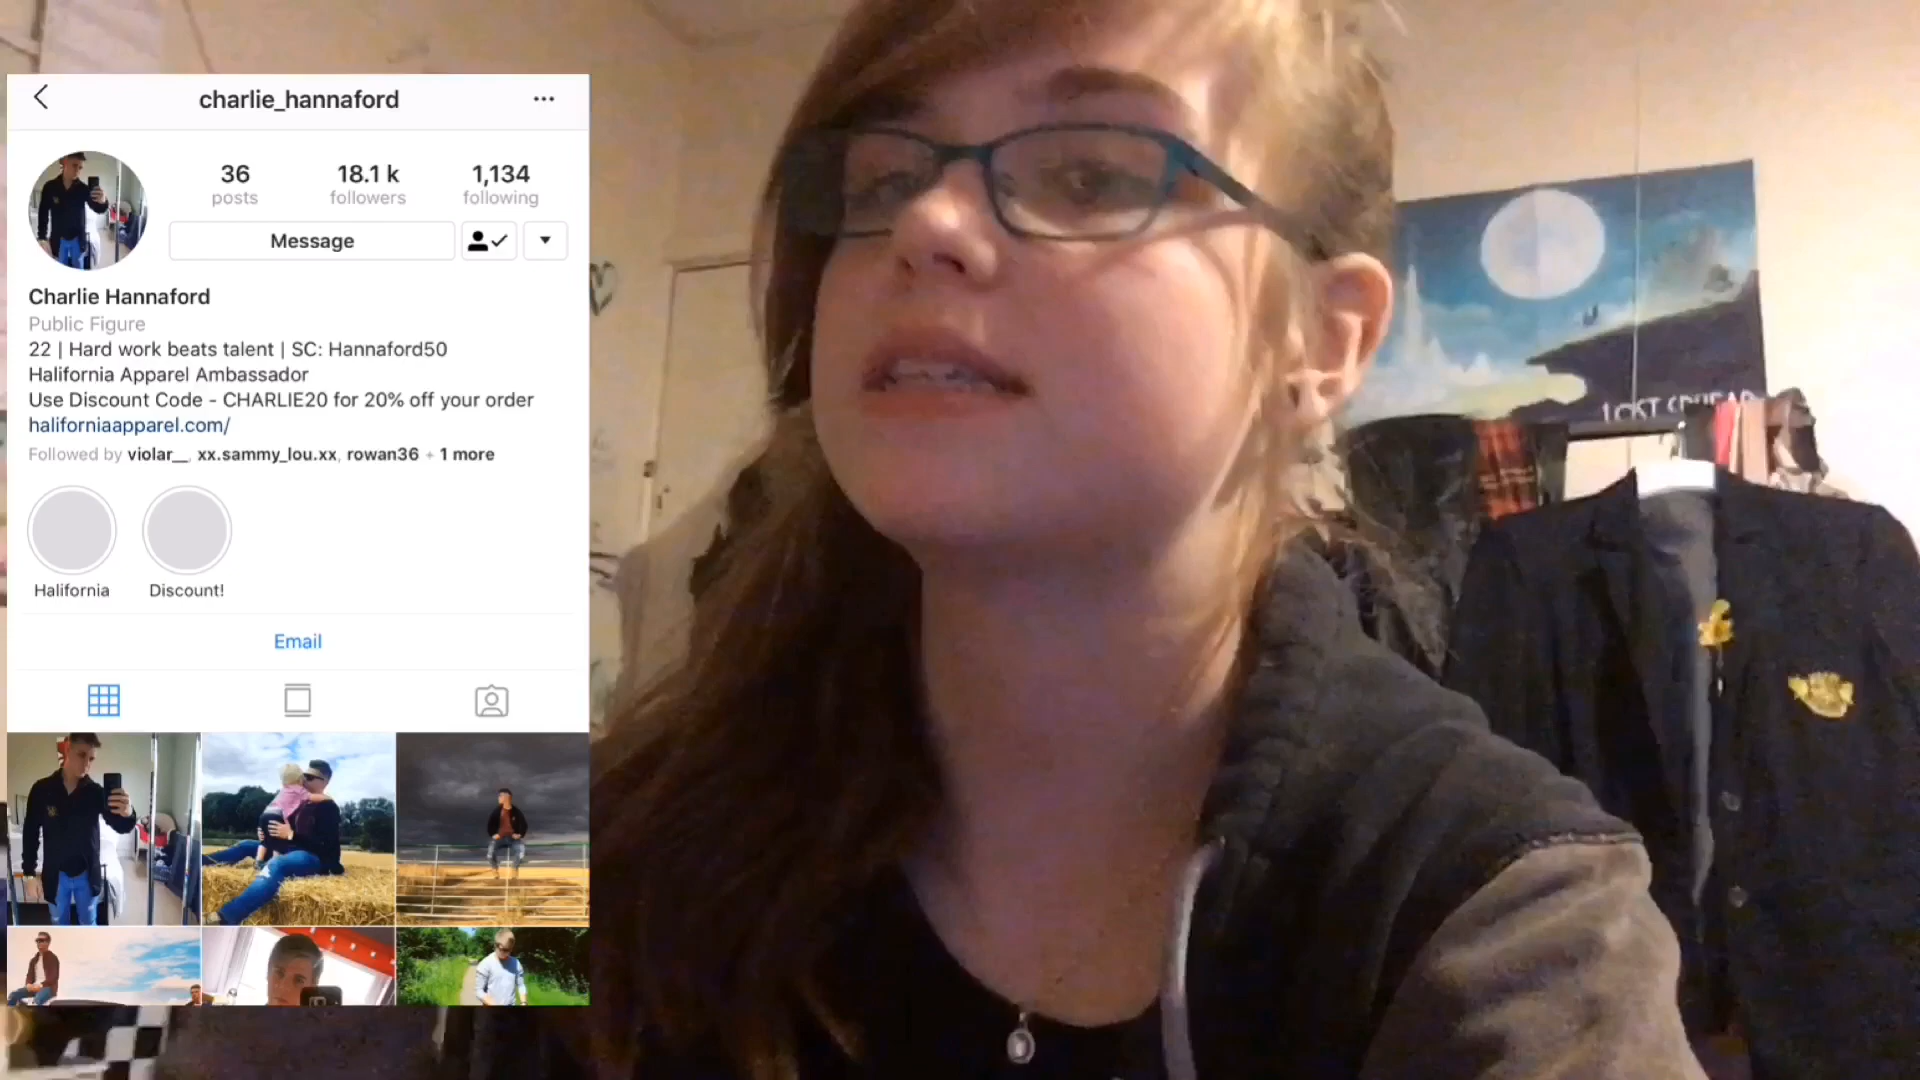 charlie_hannaford
36
18.1 k
1,134
posts
followers
following
Message
Charlie Hannaford
Public Figure
22 | Hard work beats talent | SC: Hannaford50
Halifornia Apparel Ambassador
Use Discount Code - CHARLIE20 for 20% off your order
haliforniaapparel.com/
Followed by violar__, xx.sammy_lou.xx, rowan36 + 1 more
Halifornia
Discount!
Email
LOST